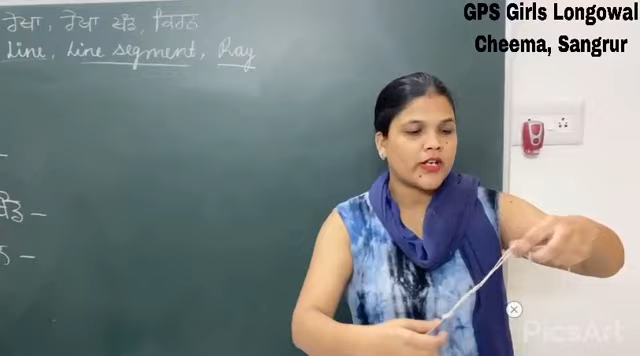 GPS Girls Longowal
Cheema, Sangrur
ਰੇਖਾ, ਰੇਖਾ ਖੰਡ, ਕਿਰਨ
Line, Line segment, Ray
-
ਖੰਡ -
ਨ -
PicsArt